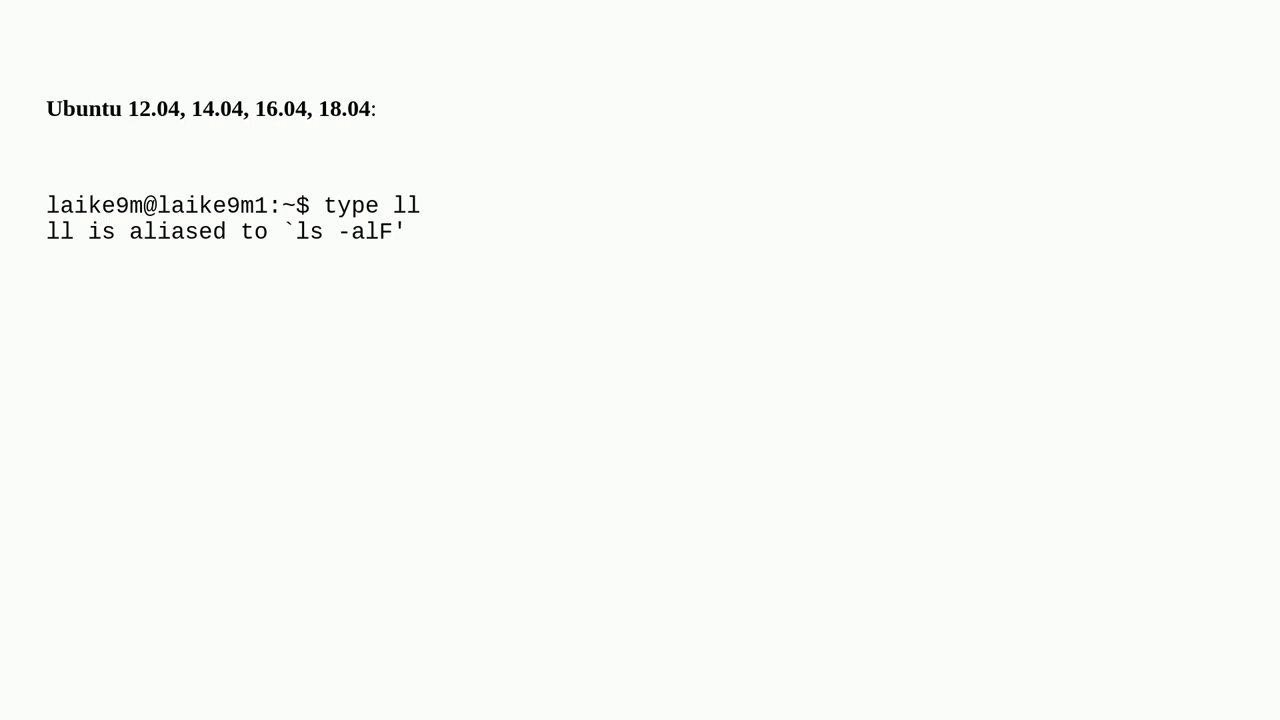 Ubuntu 12.04, 14.04, 16.04, 18.04:
laike9m@laike9m1:~$ type ll
ll is aliased to `ls -alF'